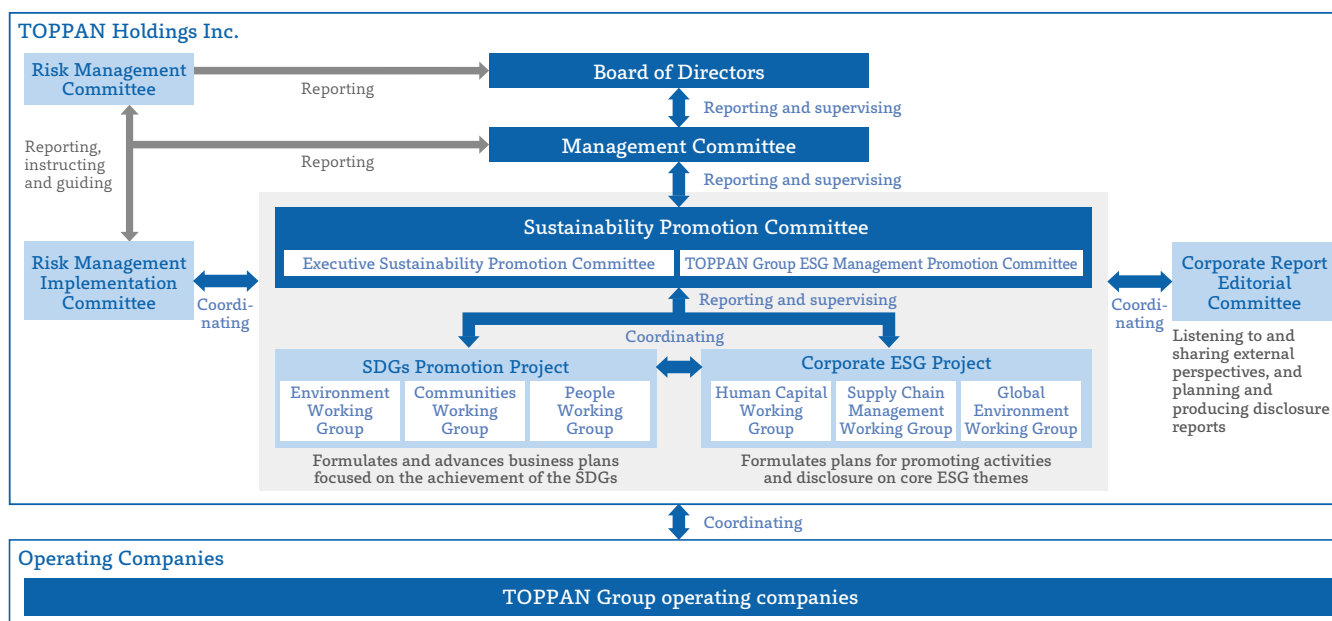 TOPPAN Holdings Inc.
Risk Management
Committee
Reporting
Board of Directors
Reporting and supervising
Reporting,
instructing
and guiding
Reporting
Management Committee
Reporting and supervising
Sustainability Promotion Committee
Executive Sustainability Promotion Committee
TOPPAN Group ESG Management Promotion Committee
Risk Management
Implementation
Committee
Coordi-
nating
Coordi-
nating
Corporate Report
Editorial
Committee
Listening to and
sharing external
perspectives, and
planning and
producing disclosure
reports
Reporting and supervising
Coordinating
SDGs Promotion Project
Environment
Working
Group
Communities
Working
Group
People
Working
Group
Formulates and advances business plans
focused on the achievement of the SDGs
Corporate ESG Project
Human Capital
Working
Group
Supply Chain
Management
Working Group
Global
Environment
Working Group
Formulates plans for promoting activities
and disclosure on core ESG themes
Coordinating
Operating Companies
TOPPAN Group operating companies